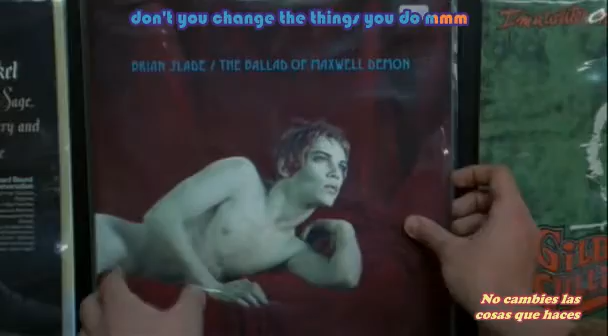 don't you change the things you do mmm
BRIAN SLADE / THE BALLAD OF MAXWELL DEMON
kel
Sage.
ry and
e
No cambies las
cosas que haces